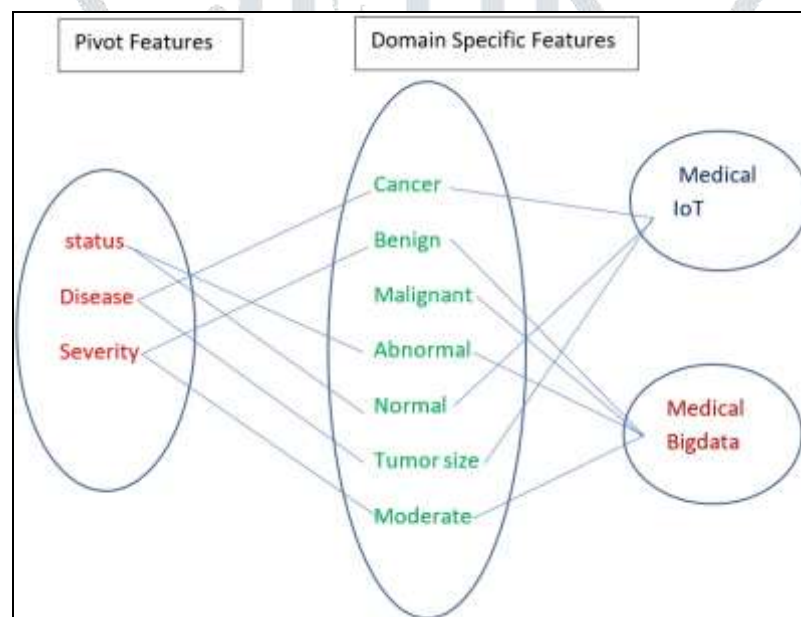 Pivot Features
Domain Specific Features
status
Disease
Severity
Cancer
Benign
Malignant
Abnormal
Normal
Tumor size
Moderate
Medical
IoT
Medical
Bigdata